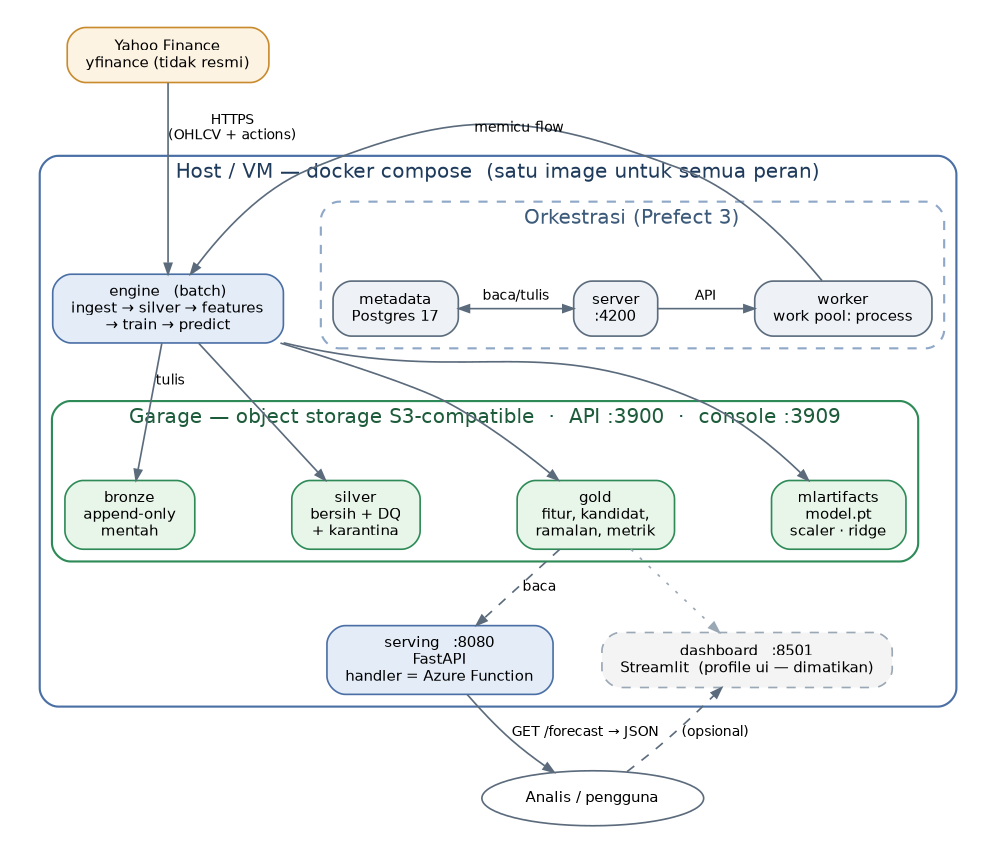 Yahoo Finance
yfinance (tidak resmi)
HTTPS
(OHLCV + actions)
memicu flow
Host / VM — docker compose  (satu image untuk semua peran)
Orkestrasi (Prefect 3)
engine   (batch)
ingest → silver → features
→ train → predict
metadata
Postgres 17
baca/tulis
server
:4200
API
worker
work pool: process
tulis
Garage — object storage S3-compatible  ·  API :3900  ·  console :3909
bronze
append-only
mentah
silver
bersih + DQ
+ karantina
gold
fitur, kandidat,
ramalan, metrik
mlartifacts
model.pt
scaler · ridge
baca
serving   :8080
FastAPI
handler = Azure Function
dashboard   :8501
Streamlit  (profile ui — dimatikan)
GET /forecast → JSON
(opsional)
Analis / pengguna